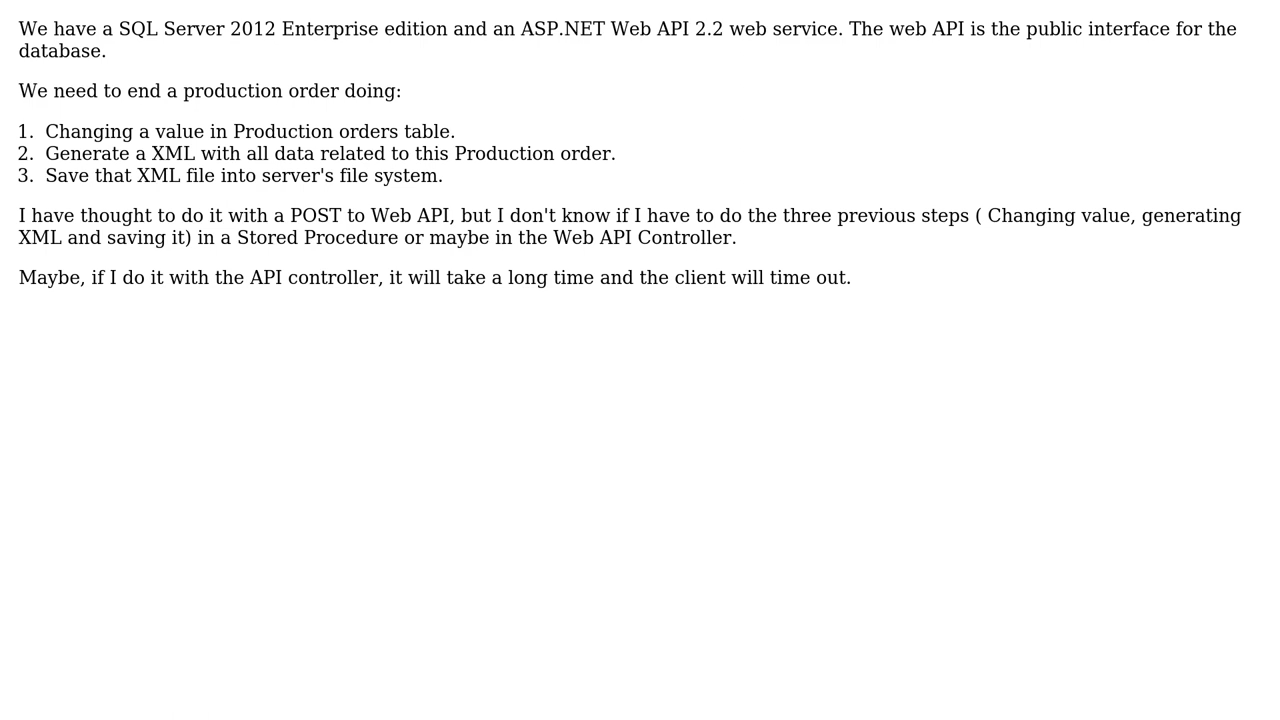 We have a SQL Server 2012 Enterprise edition and an ASP.NET Web API 2.2 web service. The web API is the public interface for the
database.
We need to end a production order doing:
1. Changing a value in Production orders table.
2. Generate a XML with all data related to this Production order.
3. Save that XML file into server's file system.
I have thought to do it with a POST to Web API, but I don't know if I have to do the three previous steps ( Changing value, generating
XML and saving it) in a Stored Procedure or maybe in the Web API Controller.
Maybe, if I do it with the API controller, it will take a long time and the client will time out.